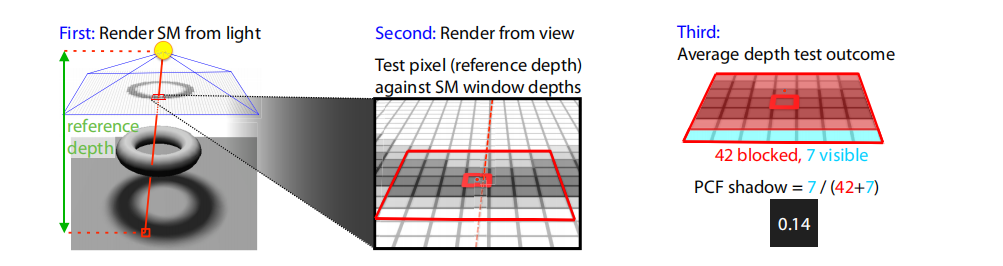 First: Render SM from light
reference
depth
Second: Render from view
Test pixel (reference depth)
against SM window depths
Third:
Average depth test outcome
42 blocked, 7 visible
PCF shadow = 7 / (42+7)
0.14